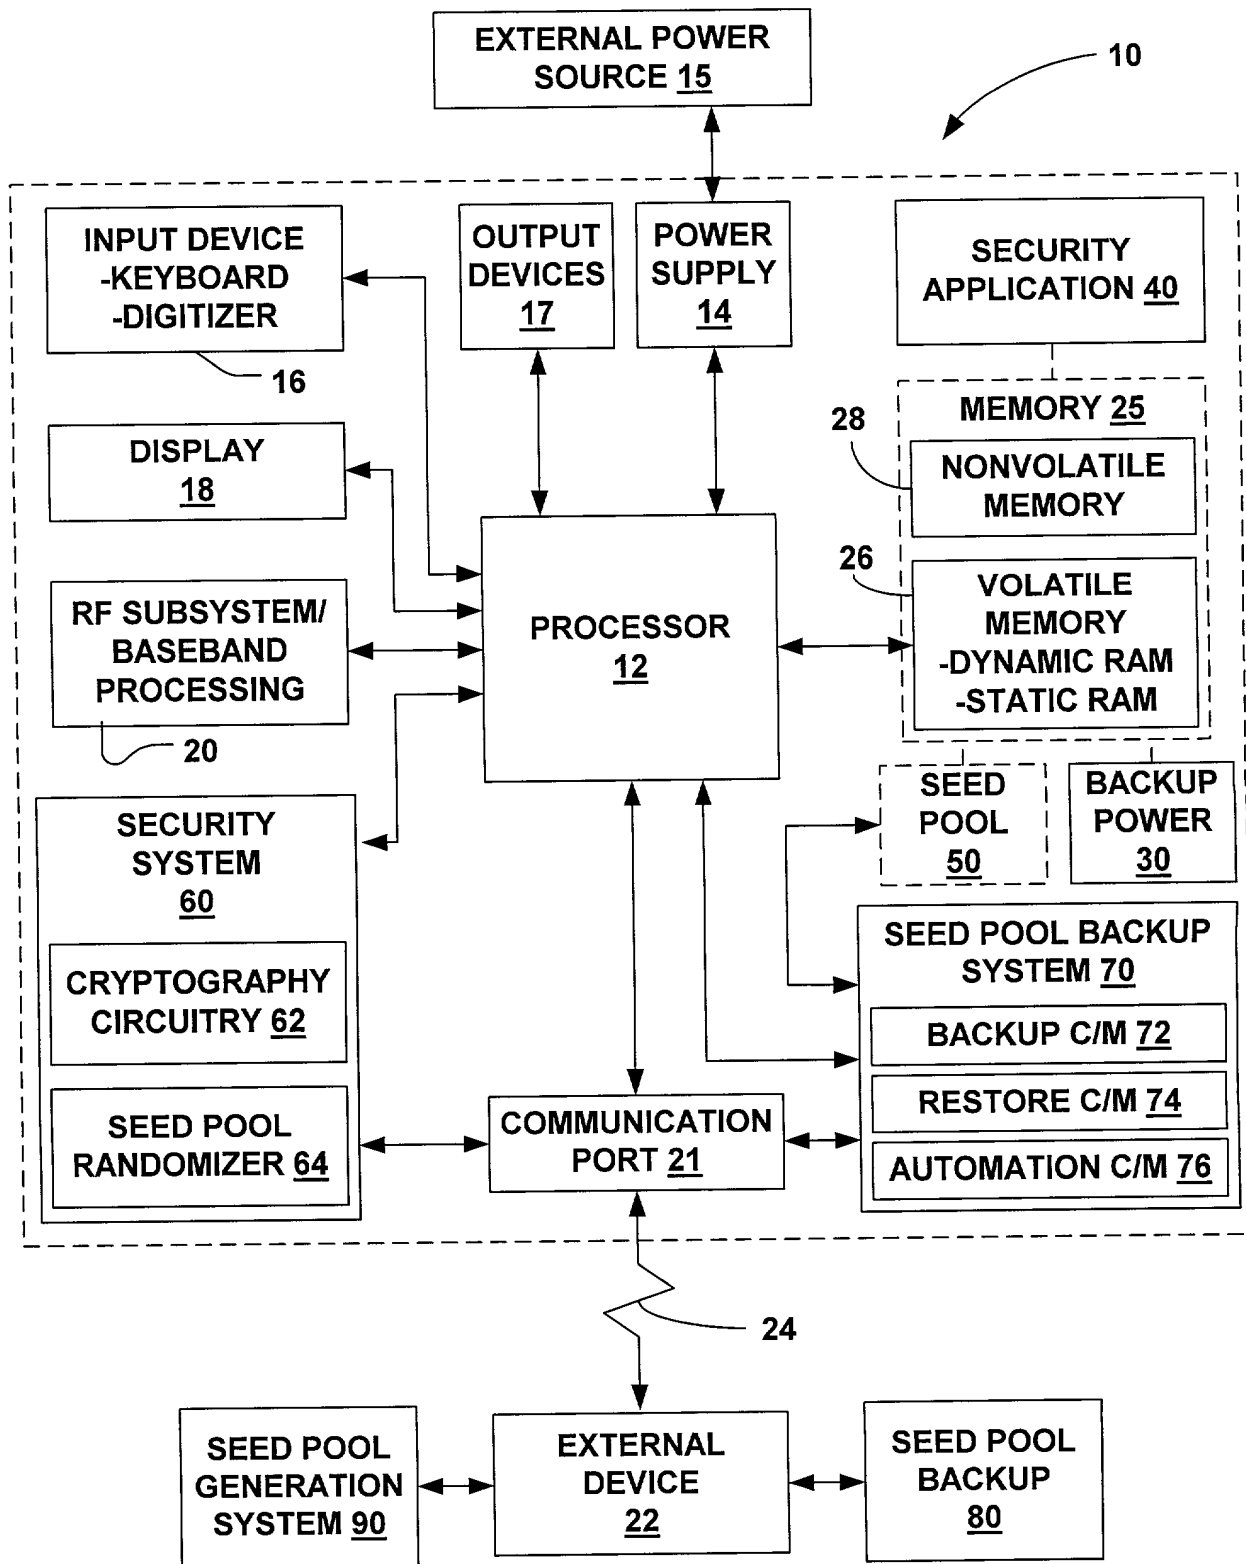 EXTERNAL POWER
SOURCE 15
10
INPUT DEVICE
-KEYBOARD
-DIGITIZER
16
OUTPUT
DEVICES
17
POWER
SUPPLY
14
SECURITY
APPLICATION 40
MEMORY 25
28
NONVOLATILE
MEMORY
26
VOLATILE
MEMORY
-DYNAMIC RAM
-STATIC RAM
DISPLAY
18
RF SUBSYSTEM/
BASEBAND
PROCESSING
20
PROCESSOR
12
SEED
POOL
50
BACKUP
POWER
30
SECURITY
SYSTEM
60
CRYPTOGRAPHY
CIRCUITRY 62
SEED POOL
RANDOMIZER 64
COMMUNICATION
PORT 21
SEED POOL BACKUP
SYSTEM 70
BACKUP C/M 72
RESTORE C/M 74
AUTOMATION C/M 76
24
SEED POOL
GENERATION
SYSTEM 90
EXTERNAL
DEVICE
22
SEED POOL
BACKUP
80